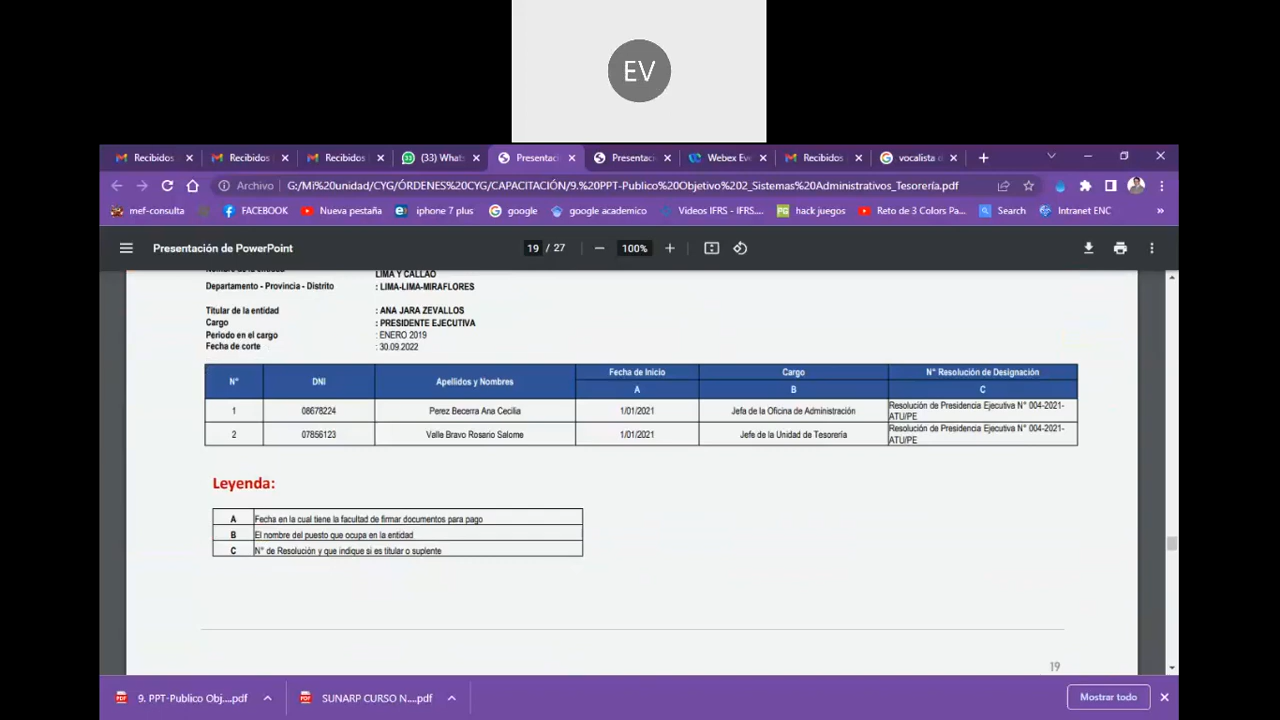 EV
Recibidos
Recibidos
Recibidos
(33) What
Presentaci
Presentac
Webex Eve
Recibidos
vocalista d
Archivo
G:/Mi%20unidad/CYG/ÓRDENES%20CYG/CAPACITACIÓN/9.%20PPT-Publico%20Objetivo%202_Sistemas%20Administrativos_Tesorería.pdf
mef-consulta
FACEBOOK
Nueva pestaña
iphone 7 plus
google
google academico
Videos IFRS - IFRS....
hack juegos
Reto de 3 Colors Pa...
Search
Intranet ENC
»
Presentación de PowerPoint
19 / 27
100%
LIMA Y CALLAO
Departamento - Provincia - Distrito : LIMA-LIMA-MIRAFLORES
Titular de la entidad : ANA JARA ZEVALLOS
Cargo : PRESIDENTE EJECUTIVA
Periodo en el cargo : ENERO 2019
Fecha de corte : 30.09.2022
N° DNI Apellidos y Nombres Fecha de Inicio Cargo N° Resolución de Designación
A B C
1 08678224 Perez Becerra Ana Cecilia 1/01/2021 Jefa de la Oficina de Administración Resolución de Presidencia Ejecutiva N° 004-2021-
ATU/PE
2 07856123 Valle Bravo Rosario Salome 1/01/2021 Jefe de la Unidad de Tesorería Resolución de Presidencia Ejecutiva N° 004-2021-
ATU/PE
Leyenda:
A Fecha en la cual tiene la facultad de firmar documentos para pago
B El nombre del puesto que ocupa en la entidad
C N° de Resolución y que indique si es titular o suplente
19
9. PPT-Publico Obj....pdf
SUNARP CURSO N....pdf
Mostrar todo